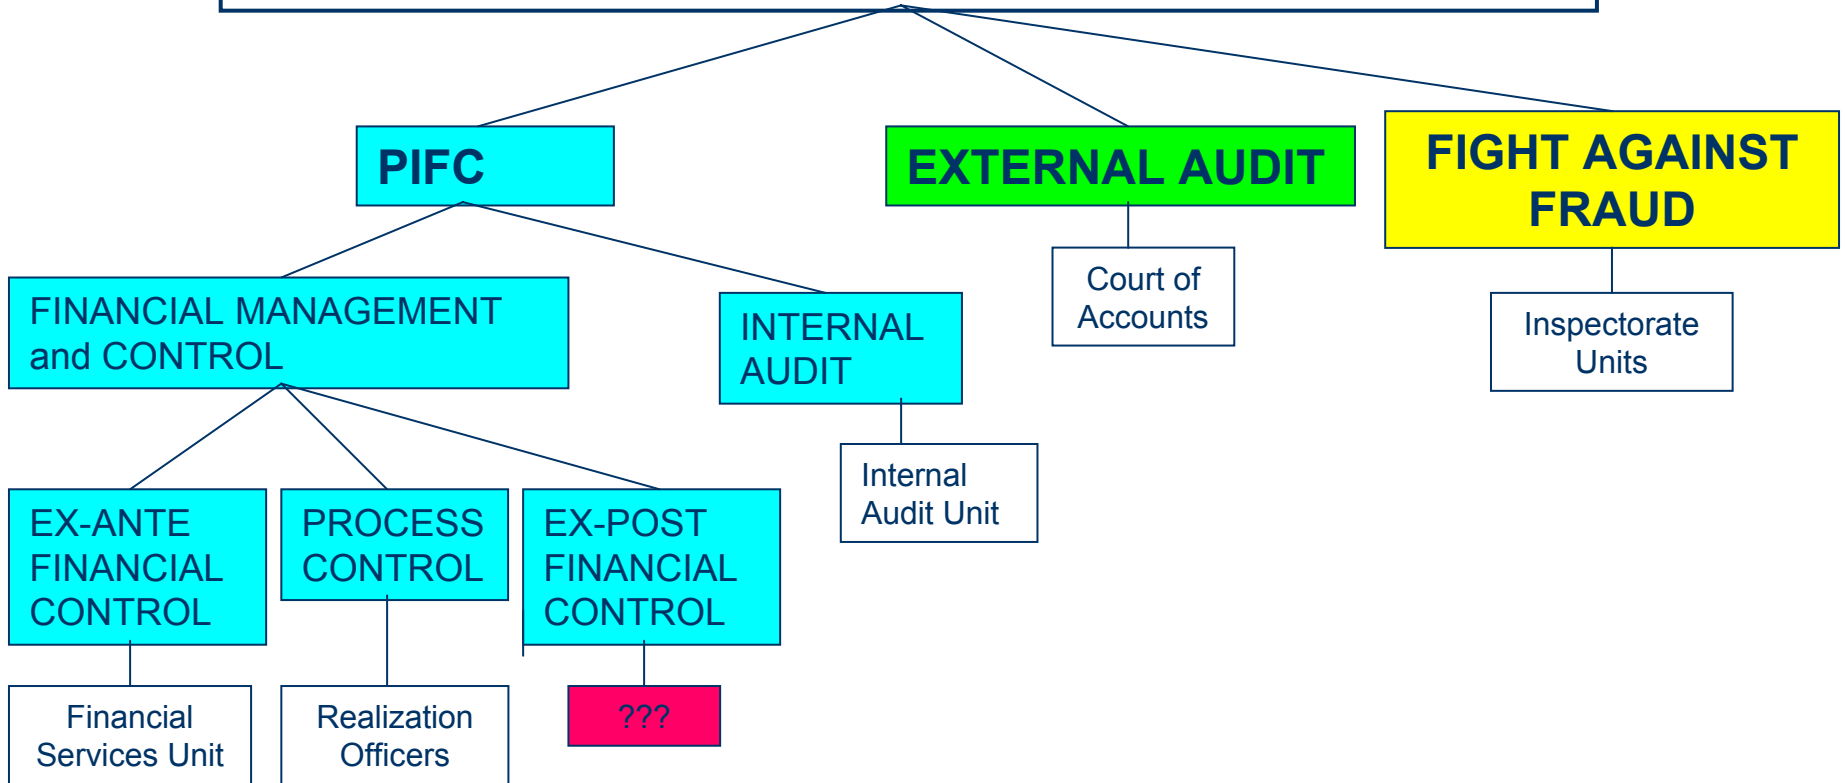 PIFC
EXTERNAL AUDIT
FIGHT AGAINST
FRAUD
FINANCIAL MANAGEMENT
and CONTROL
INTERNAL
AUDIT
Court of
Accounts
Inspectorate
Units
EX-ANTE
FINANCIAL
CONTROL
PROCESS
CONTROL
EX-POST
FINANCIAL
CONTROL
Internal
Audit Unit
Financial
Services Unit
Realization
Officers
???